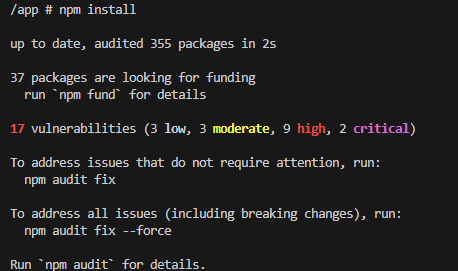 /app # npm install
up to date, audited 355 packages in 2s
37 packages are looking for funding
  run `npm fund` for details
17 vulnerabilities (3 low, 3 moderate, 9 high, 2 critical)
To address issues that do not require attention, run:
  npm audit fix
To address all issues (including breaking changes), run:
  npm audit fix --force
Run `npm audit` for details.